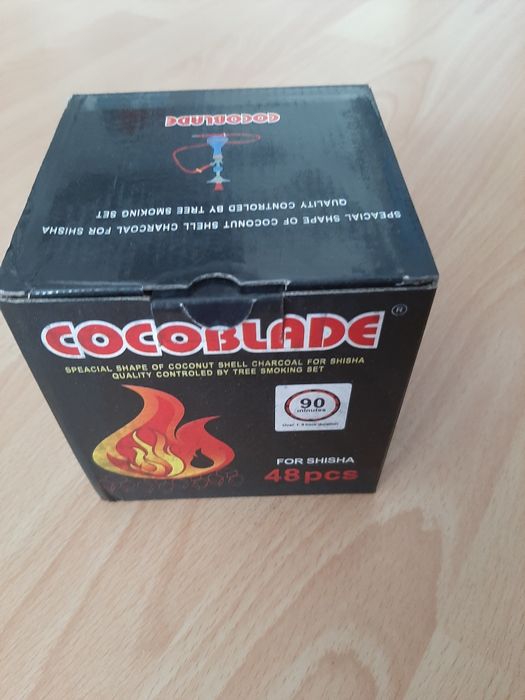 COCOBLADE
SPEACIAL SHAPE OF COCONUT SHELL CHARCOAL FOR SHISHA
QUALITY CONTROLED BY TREE SMOKING SET
COCOBLADE ®
SPEACIAL SHAPE OF COCONUT SHELL CHARCOAL FOR SHISHA
QUALITY CONTROLED BY TREE SMOKING SET
90
minutes
FOR SHISHA
48pcs